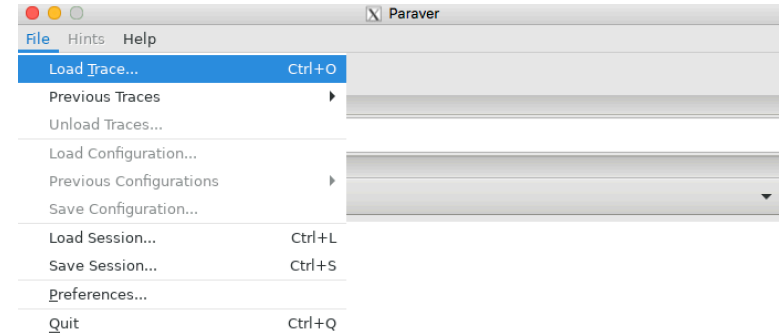 Paraver
File Hints Help
Load Trace... Ctrl+O
Previous Traces
Unload Traces...
Load Configuration...
Previous Configurations
Save Configuration...
Load Session... Ctrl+L
Save Session... Ctrl+S
Preferences...
Quit Ctrl+Q